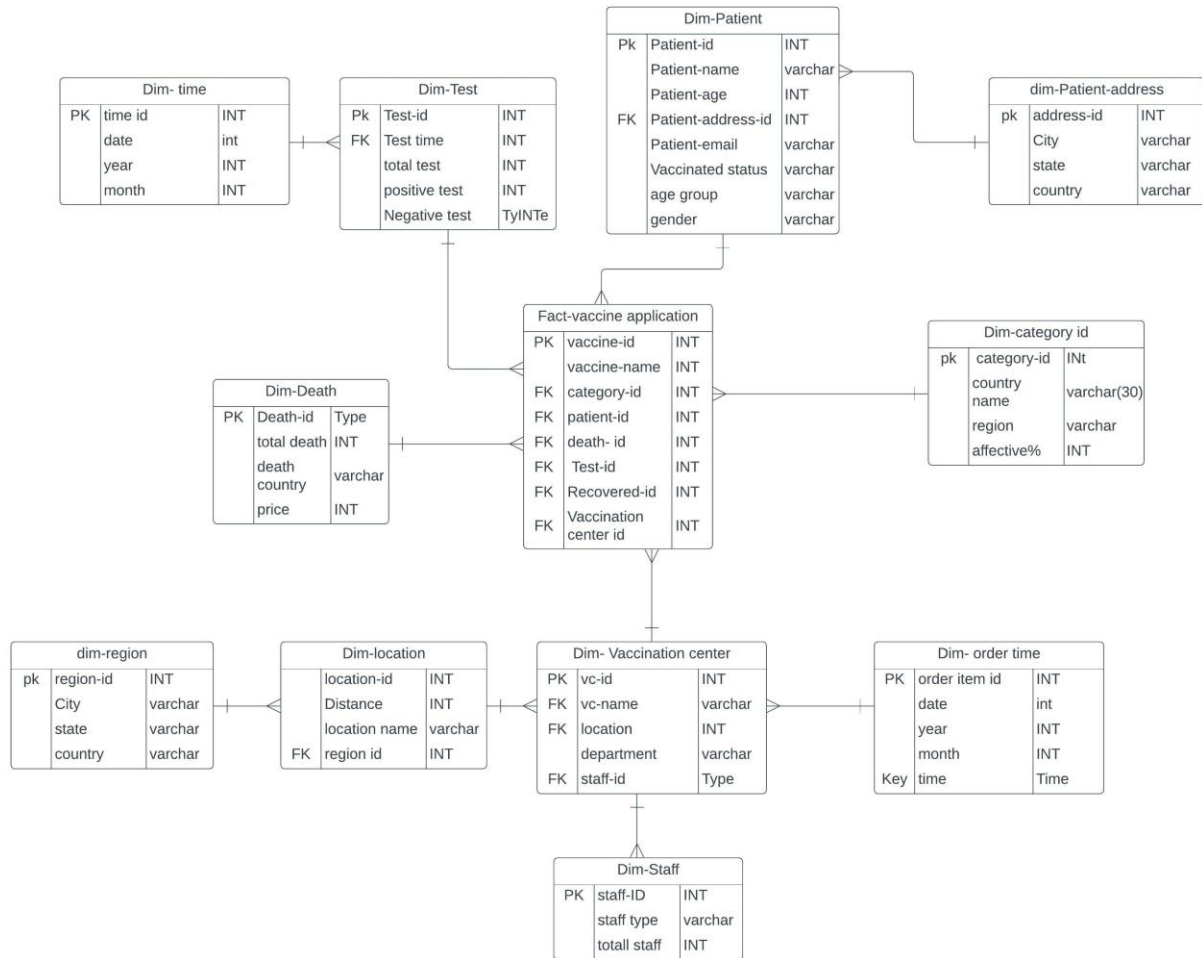 Dim-Patient
Pk Patient-id INT
Patient-name varchar
Patient-age INT
FK Patient-address-id INT
Patient-email varchar
Vaccinated status varchar
age group varchar
gender varchar
Dim- time
PK time id INT
date int
year INT
month INT
Dim-Test
Pk Test-id INT
FK Test time INT
total test INT
positive test INT
Negative test TyINTe
dim-Patient-address
pk address-id INT
City varchar
state varchar
country varchar
Fact-vaccine application
PK vaccine-id INT
vaccine-name INT
FK category-id INT
FK patient-id INT
FK death- id INT
FK Test-id INT
FK Recovered-id INT
FK Vaccination INT
center id
Dim-category id
pk category-id INt
country varchar(30)
name
region varchar
affective% INT
Dim-Death
PK Death-id Type
total death INT
death varchar
country
price INT
dim-region
pk region-id INT
City varchar
state varchar
country varchar
Dim-location
location-id INT
Distance INT
location name varchar
FK region id INT
Dim- Vaccination center
PK vc-id INT
FK vc-name varchar
FK location INT
department varchar
FK staff-id Type
Dim- order time
PK order item id INT
date int
year INT
month INT
Key time Time
Dim-Staff
PK staff-ID INT
staff type varchar
totall staff INT